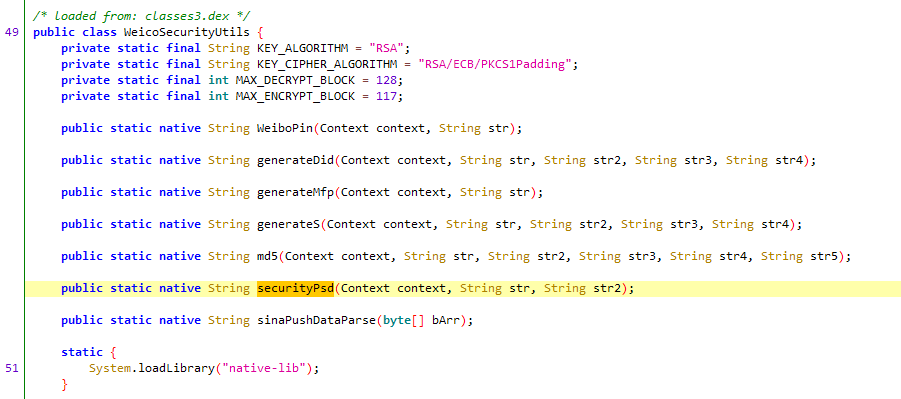 /* loaded from: classes3.dex */
49 public class WeicoSecurityUtils {
private static final String KEY_ALGORITHM = "RSA";
private static final String KEY_CIPHER_ALGORITHM = "RSA/ECB/PKCS1Padding";
private static final int MAX_DECRYPT_BLOCK = 128;
private static final int MAX_ENCRYPT_BLOCK = 117;
public static native String WeiboPin(Context context, String str);
public static native String generateDid(Context context, String str, String str2, String str3, String str4);
public static native String generateMfp(Context context, String str);
public static native String generateS(Context context, String str, String str2, String str3, String str4);
public static native String md5(Context context, String str, String str2, String str3, String str4, String str5);
public static native String securityPsd(Context context, String str, String str2);
public static native String sinaPushDataParse(byte[] bArr);
static {
51 System.loadLibrary("native-lib");
}